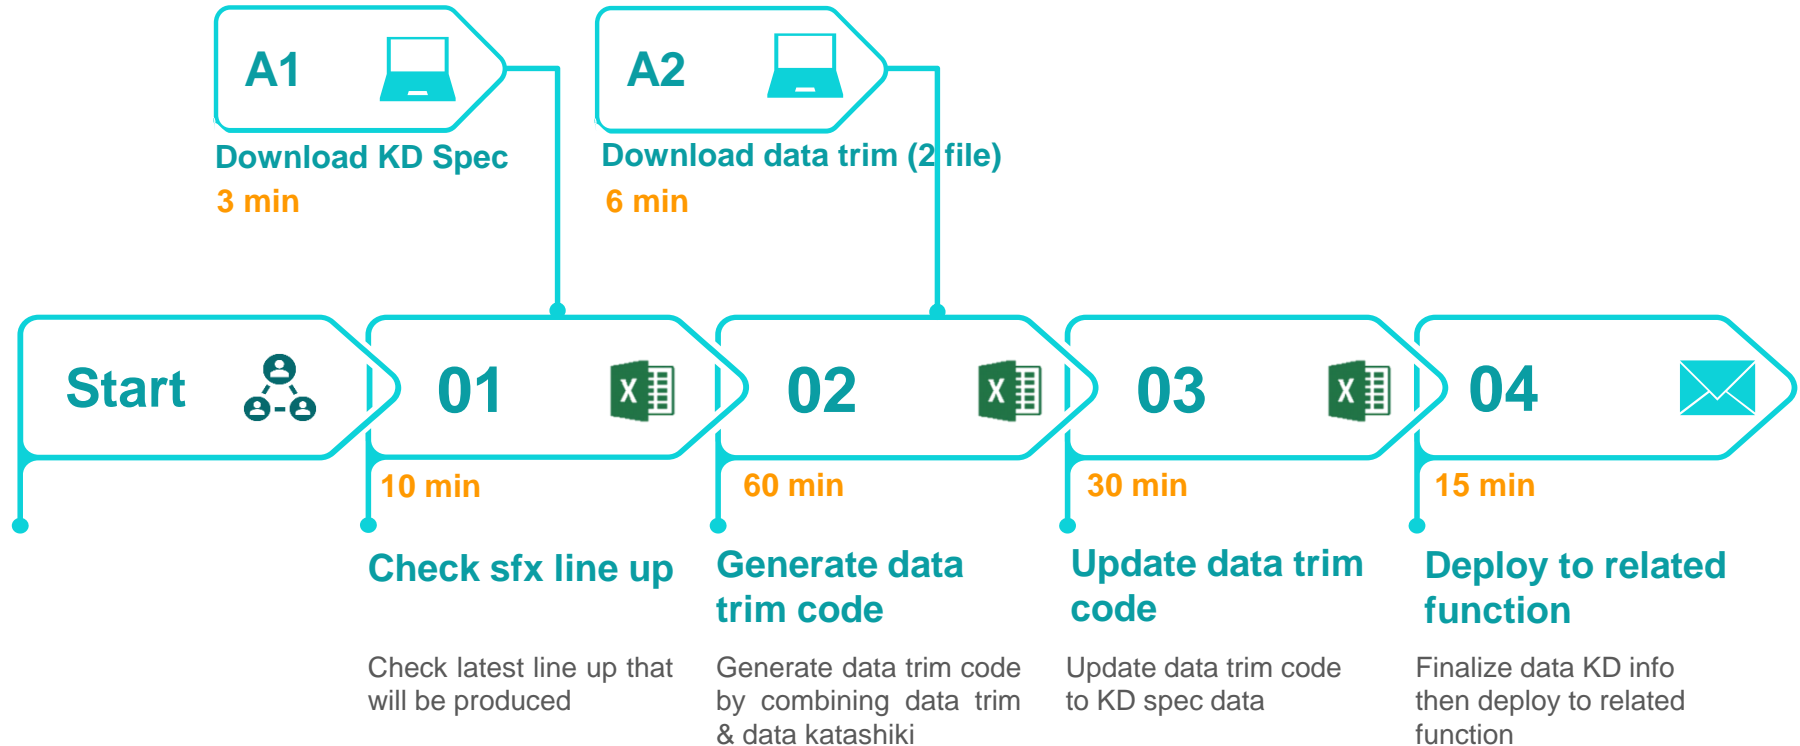 A1
Download KD Spec
3 min
A2
Download data trim (2 file)
6 min
Start
01
10 min
Check sfx line up
Check latest line up that
will be produced
02
60 min
Generate data
trim code
Generate data trim code
by combining data trim
& data katashiki
03
30 min
Update data trim
code
Update data trim code
to KD spec data
04
15 min
Deploy to related
function
Finalize data KD info
then deploy to related
function